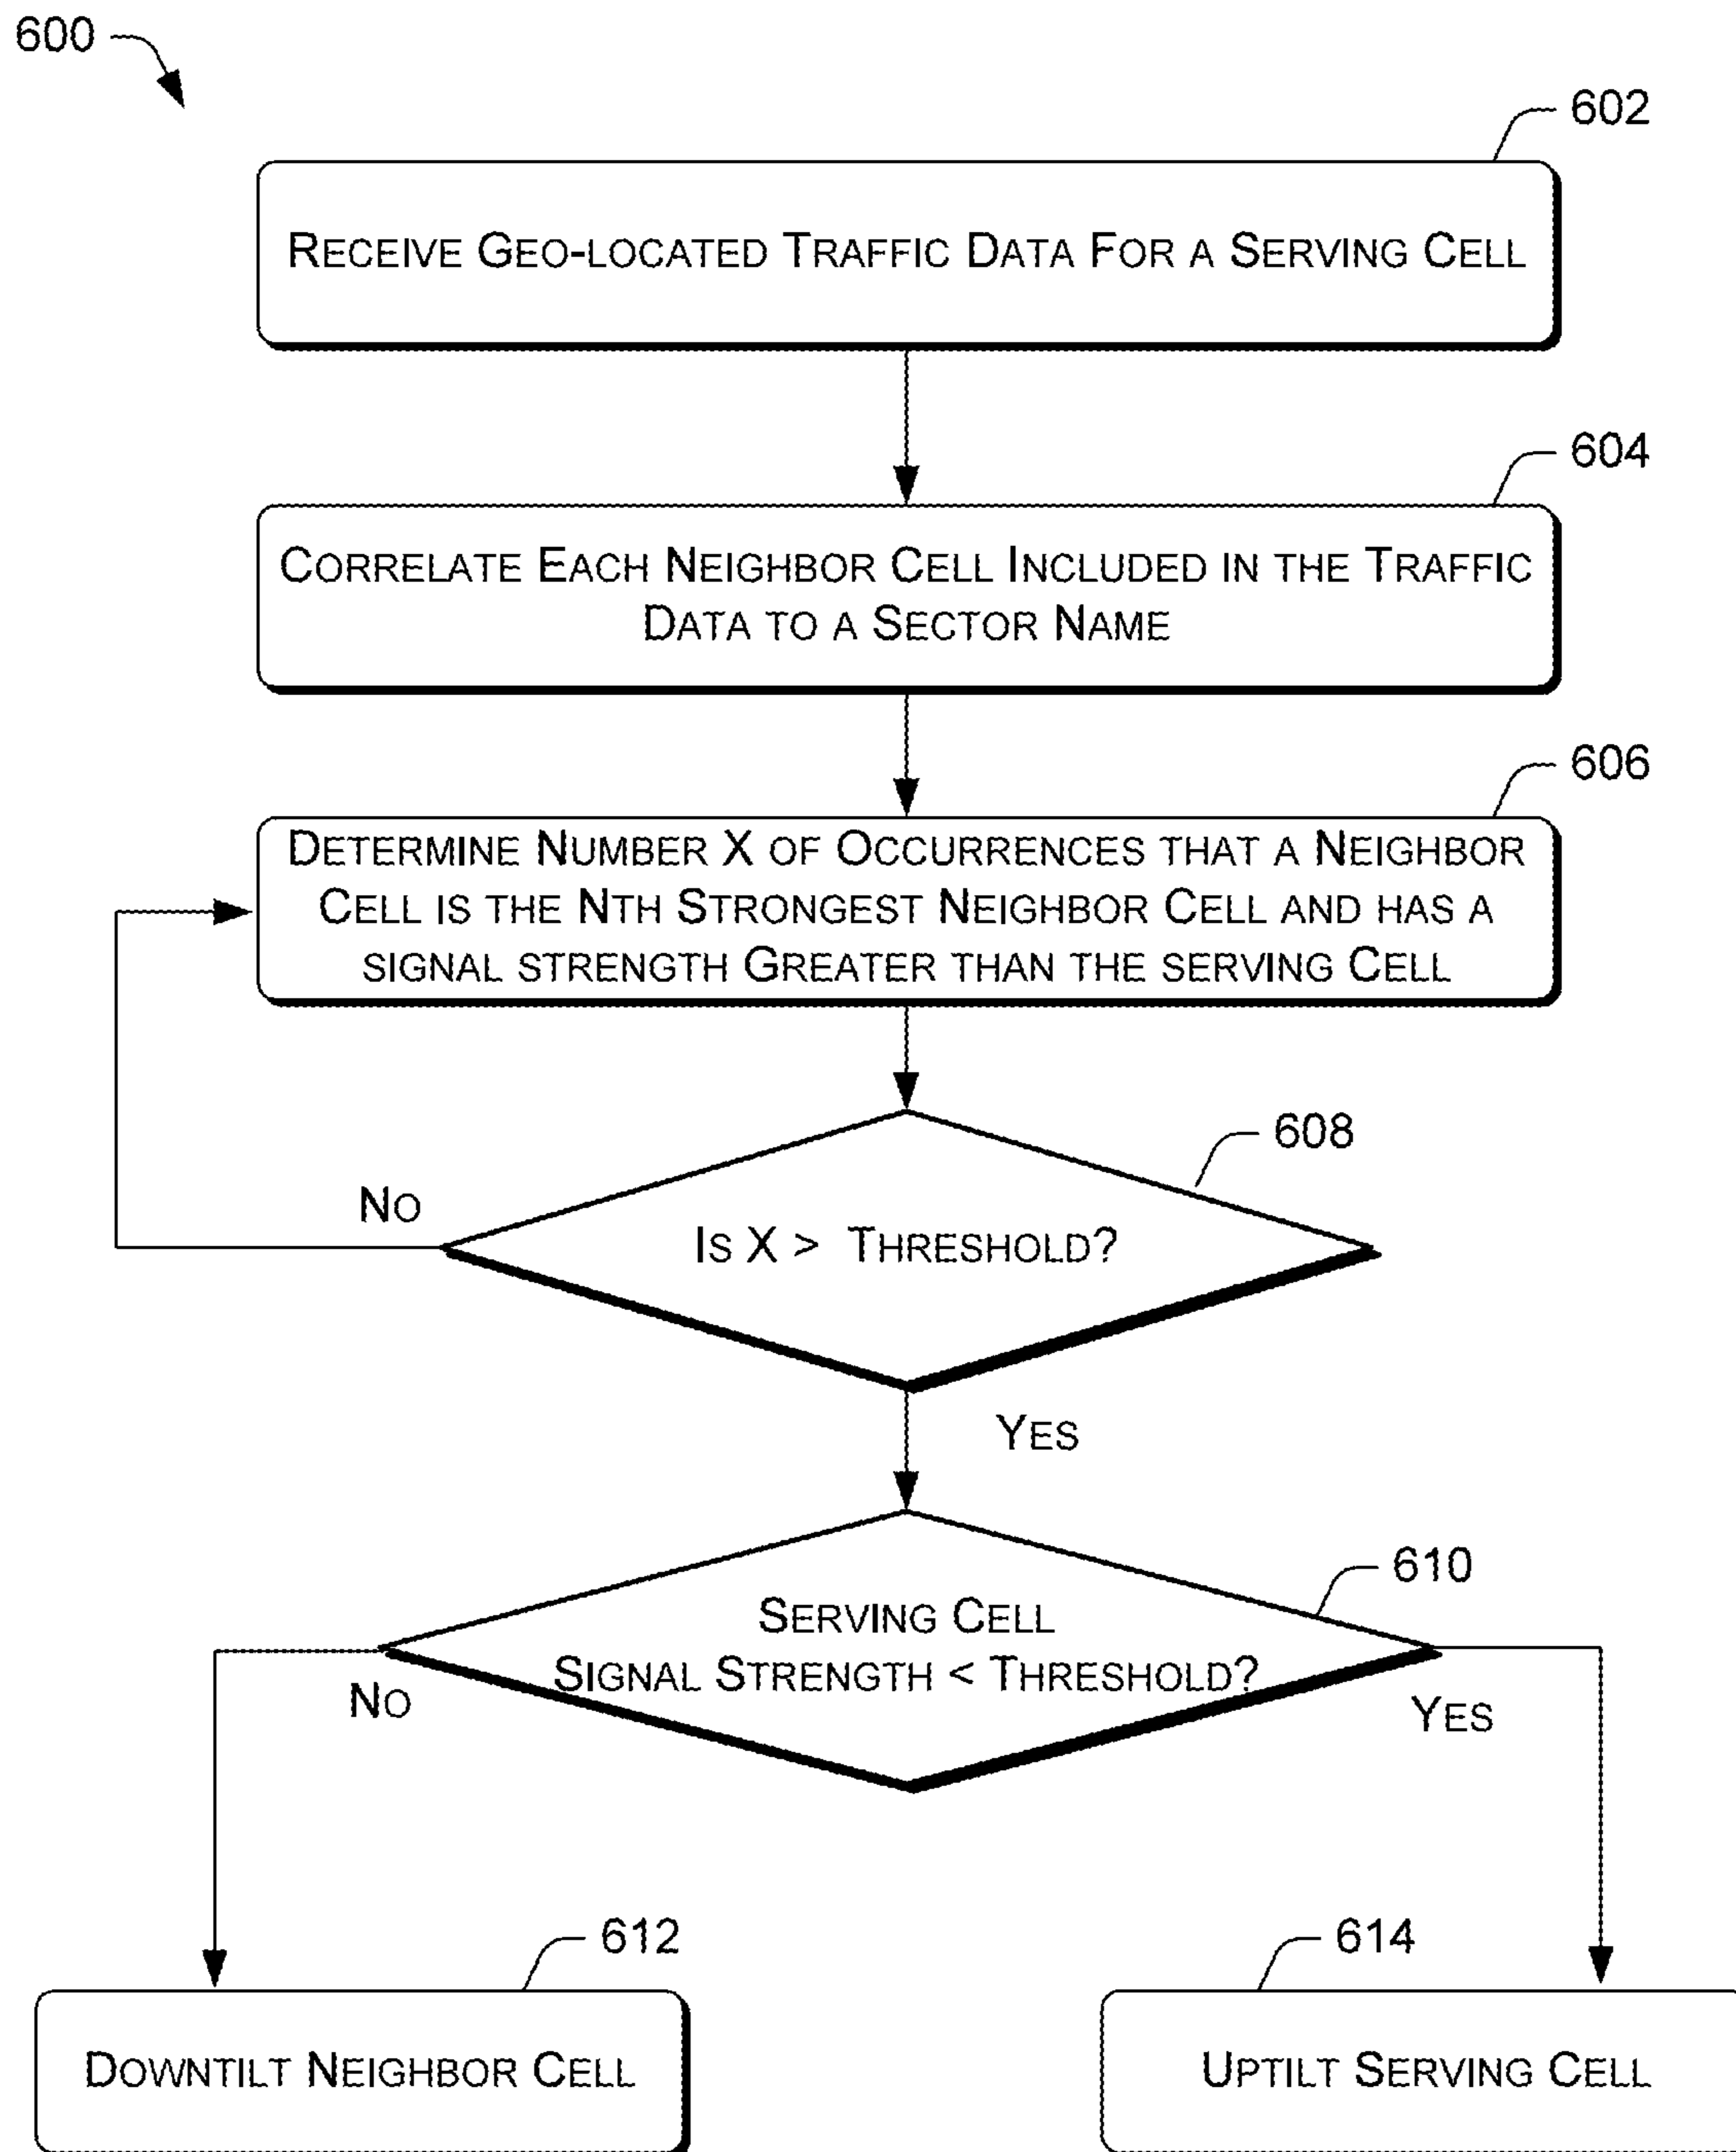 600
602
Receive Geo-located Traffic Data For a Serving Cell
604
Correlate Each Neighbor Cell Included in the Traffic
Data to a Sector Name
606
Determine Number X of Occurrences that a Neighbor
Cell is the Nth Strongest Neighbor Cell and has a
signal strength Greater than the serving Cell
608
No
Is X > Threshold?
Yes
610
Serving Cell
Signal Strength < Threshold?
No
Yes
612
614
Downtilt Neighbor Cell
Uptilt Serving Cell